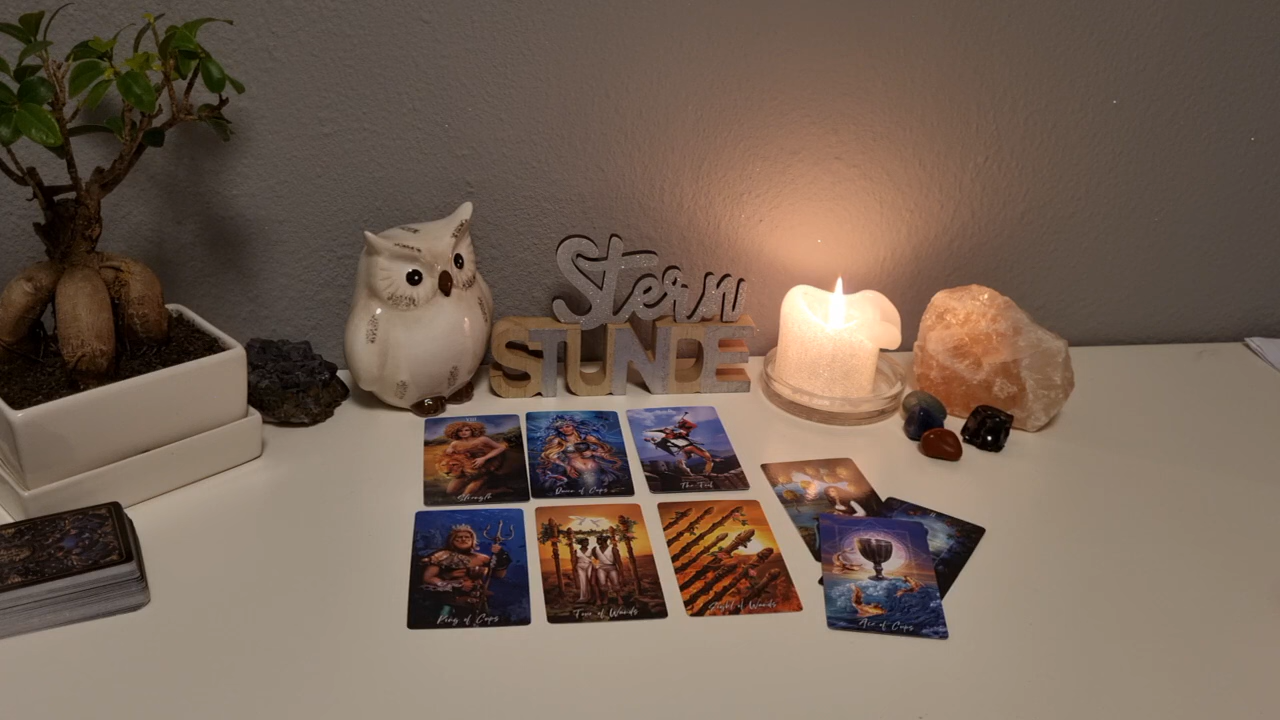 Stern
STUNDE
VIII
Strength
Queen of Cups
The Fool
King of Cups
Four of Wands
Eight of Wands
Ace of Cups